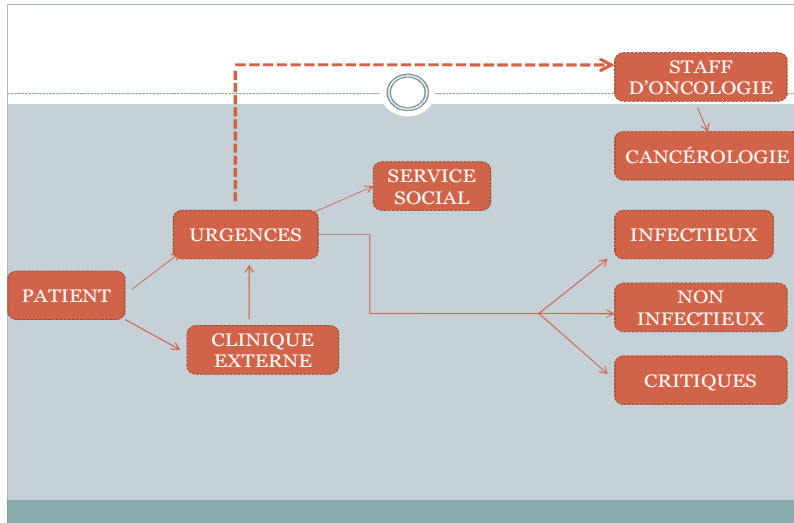 STAFF
D'ONCOLOGIE
CANCÉROLOGIE
SERVICE
SOCIAL
URGENCES
INFECTIEUX
PATIENT
NON
INFECTIEUX
CLINIQUE
EXTERNE
CRITIQUES